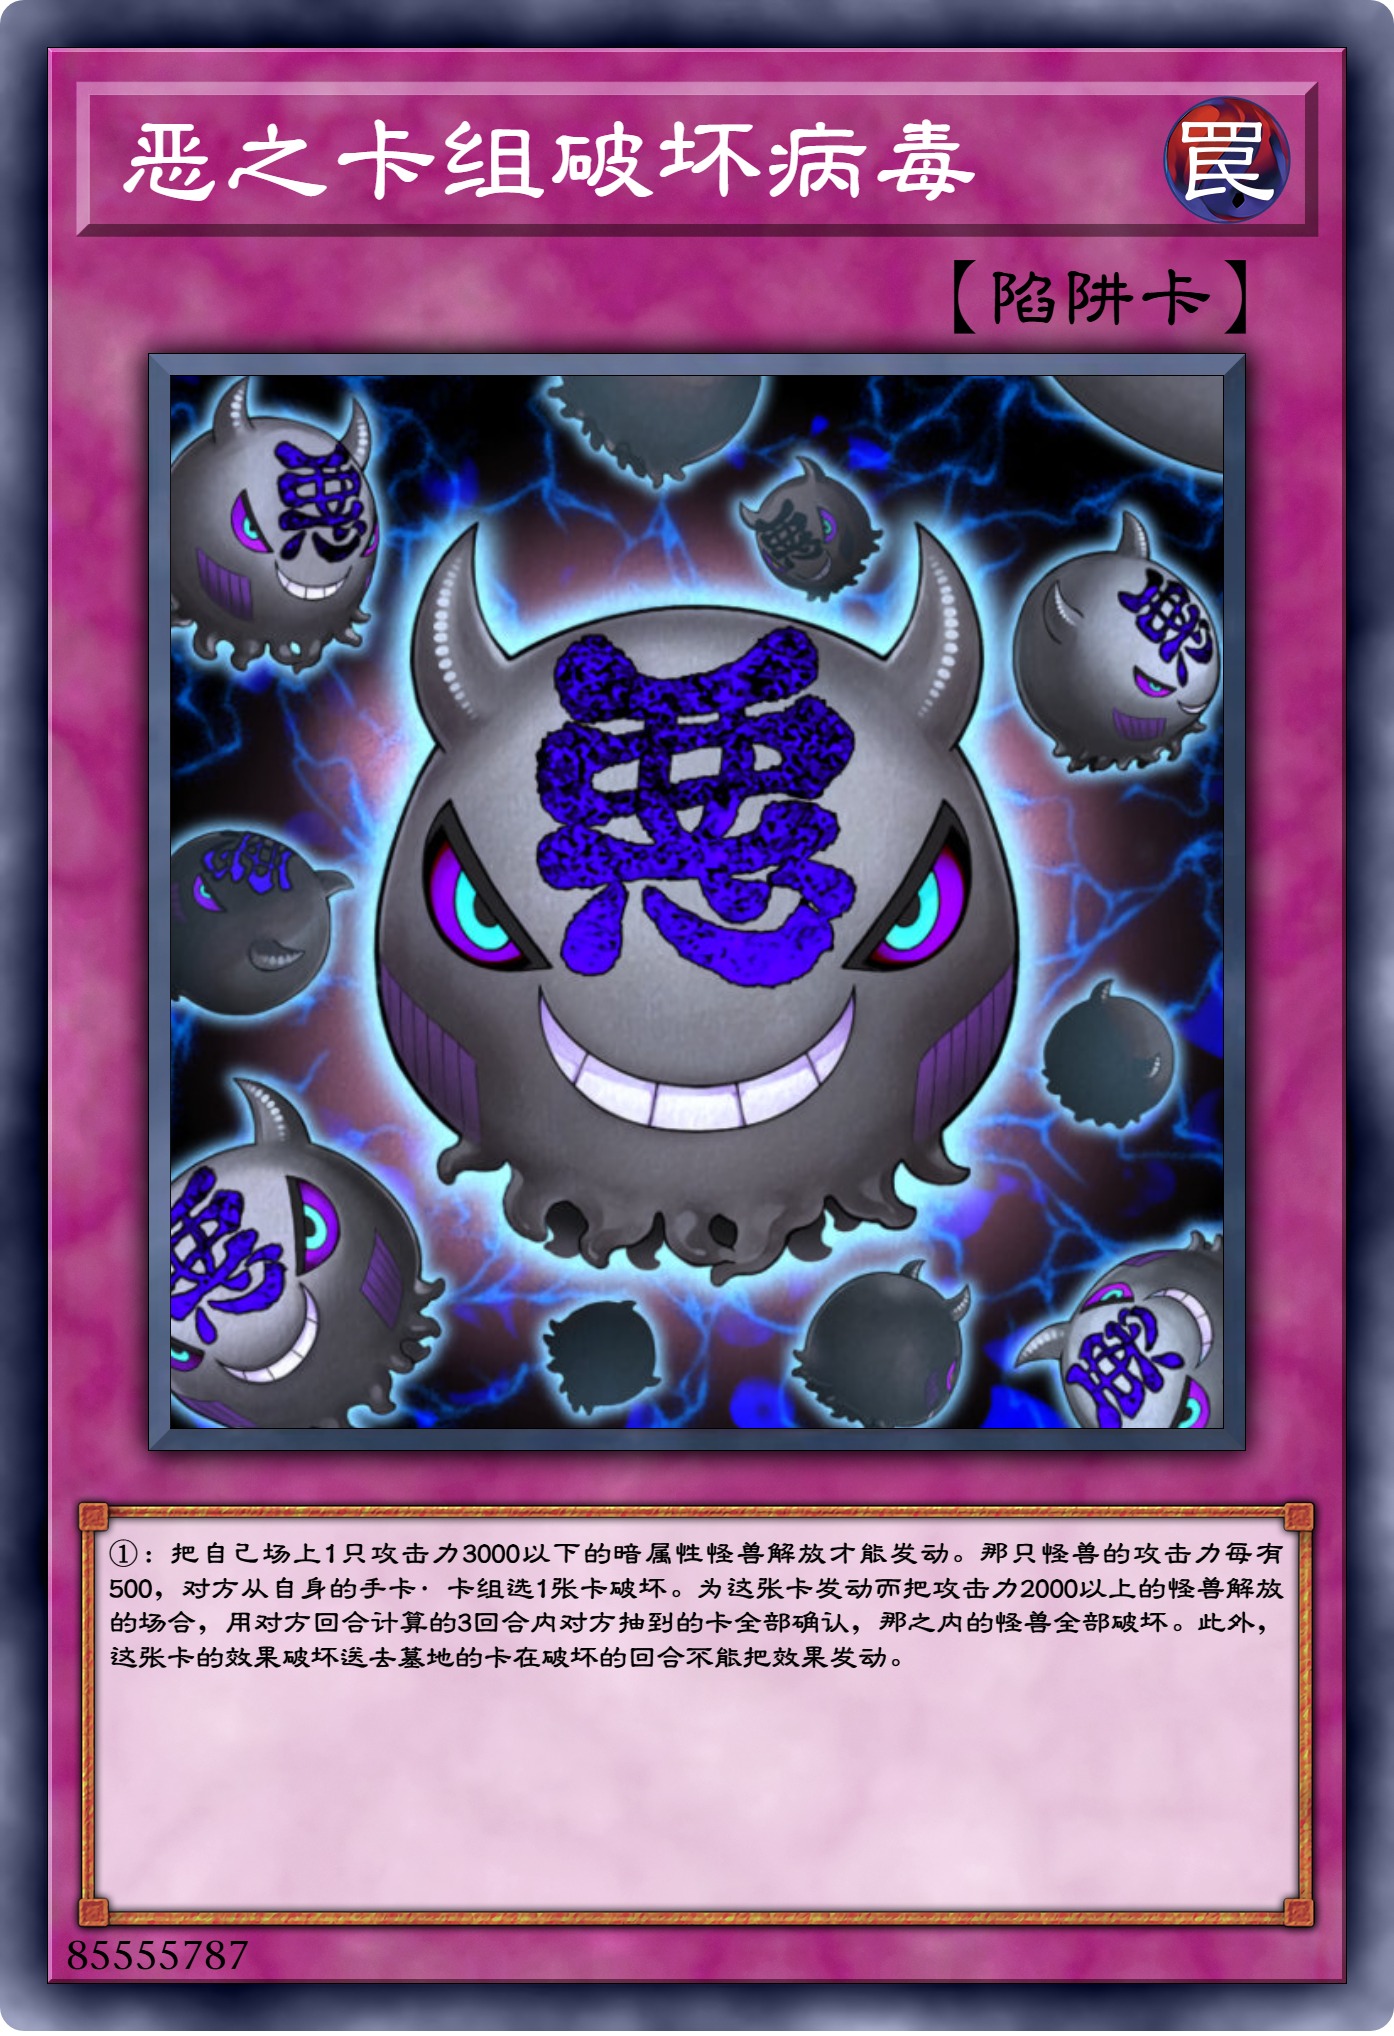 恶之卡组破坏病毒
罠
【陷阱卡】
悪
①：把自己场上1只攻击力3000以下的暗属性怪兽解放才能发动。那只怪兽的攻击力每有
500，对方从自身的手卡·卡组选1张卡破坏。为这张卡发动而把攻击力2000以上的怪兽解放
的场合，用对方回合计算的3回合内对方抽到的卡全部确认，那之内的怪兽全部破坏。此外，
这张卡的效果破坏送去墓地的卡在破坏的回合不能把效果发动。
85555787